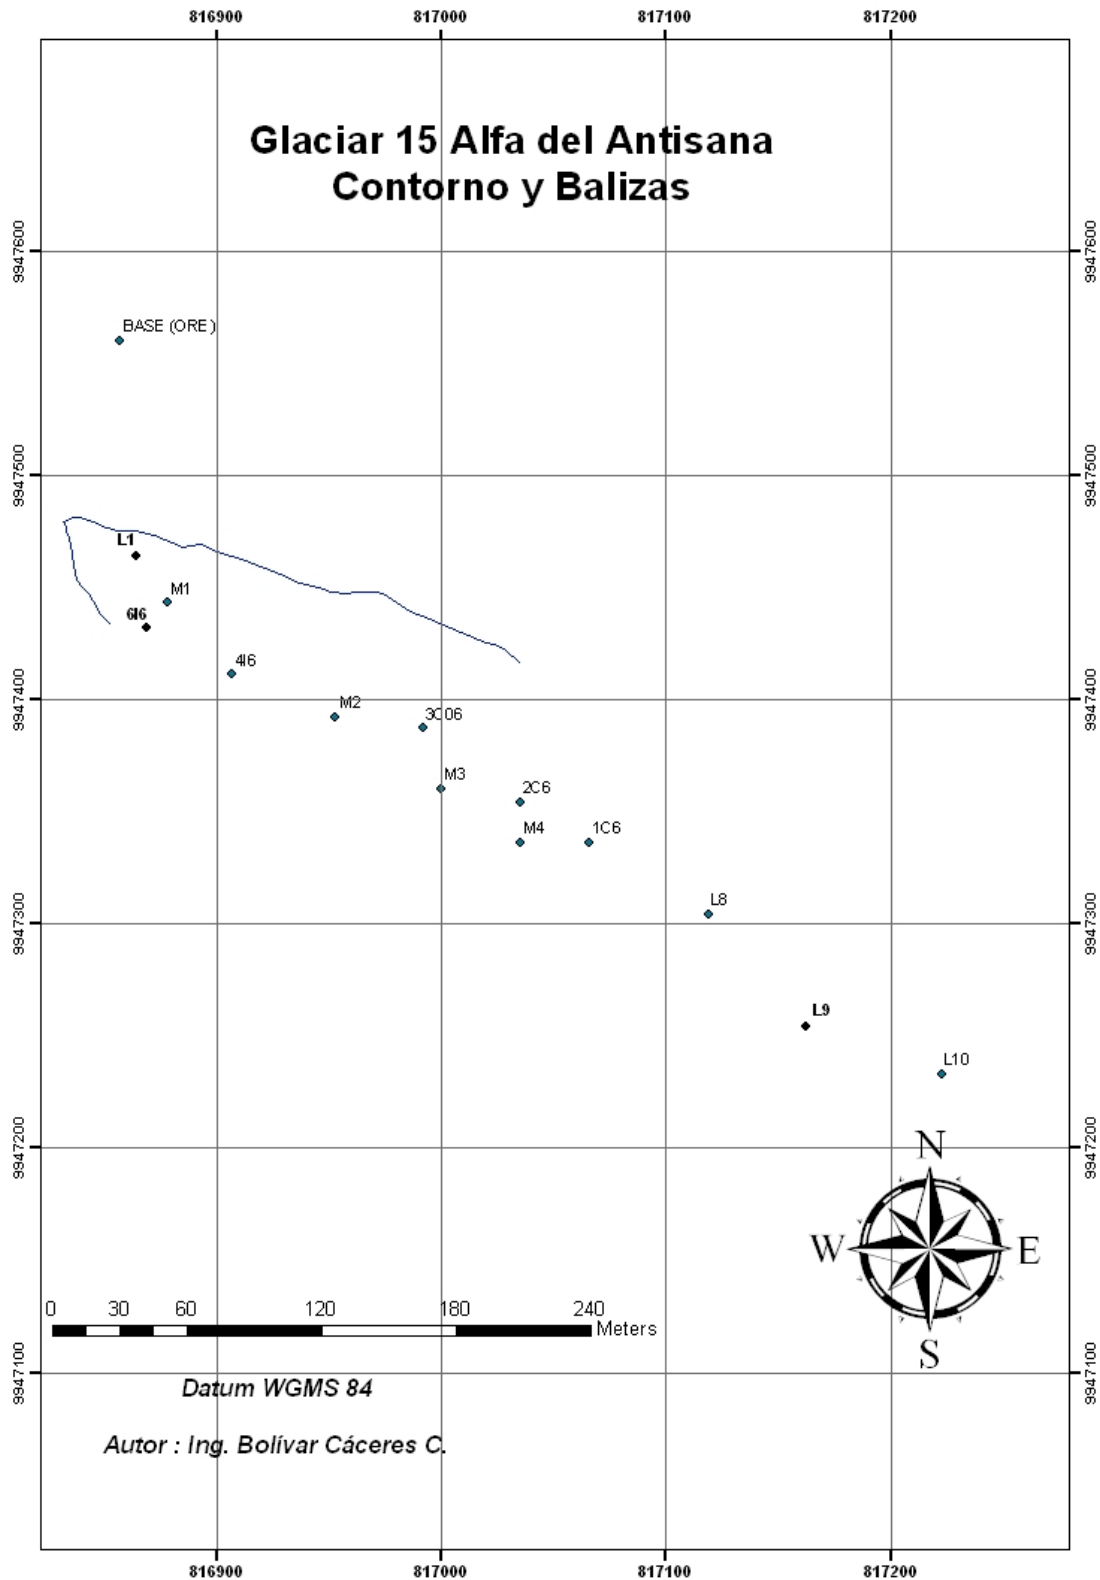 816900 817000 817100 817200
Glaciar 15 Alfa del Antisana
Contorno y Balizas
9947600 9947600
BASE (ORE)
9947500 9947500
L1
M1
6I6
4I6
9947400 9947400
M2
3C06
M3
2C6
M4 1C6
L8
9947300 9947300
L9
L10
9947200 9947200
N
W E
S
0 30 60 120 180 240
Meters
9947100 9947100
Datum WGMS 84
Autor : Ing. Bolívar Cáceres C.
816900 817000 817100 817200